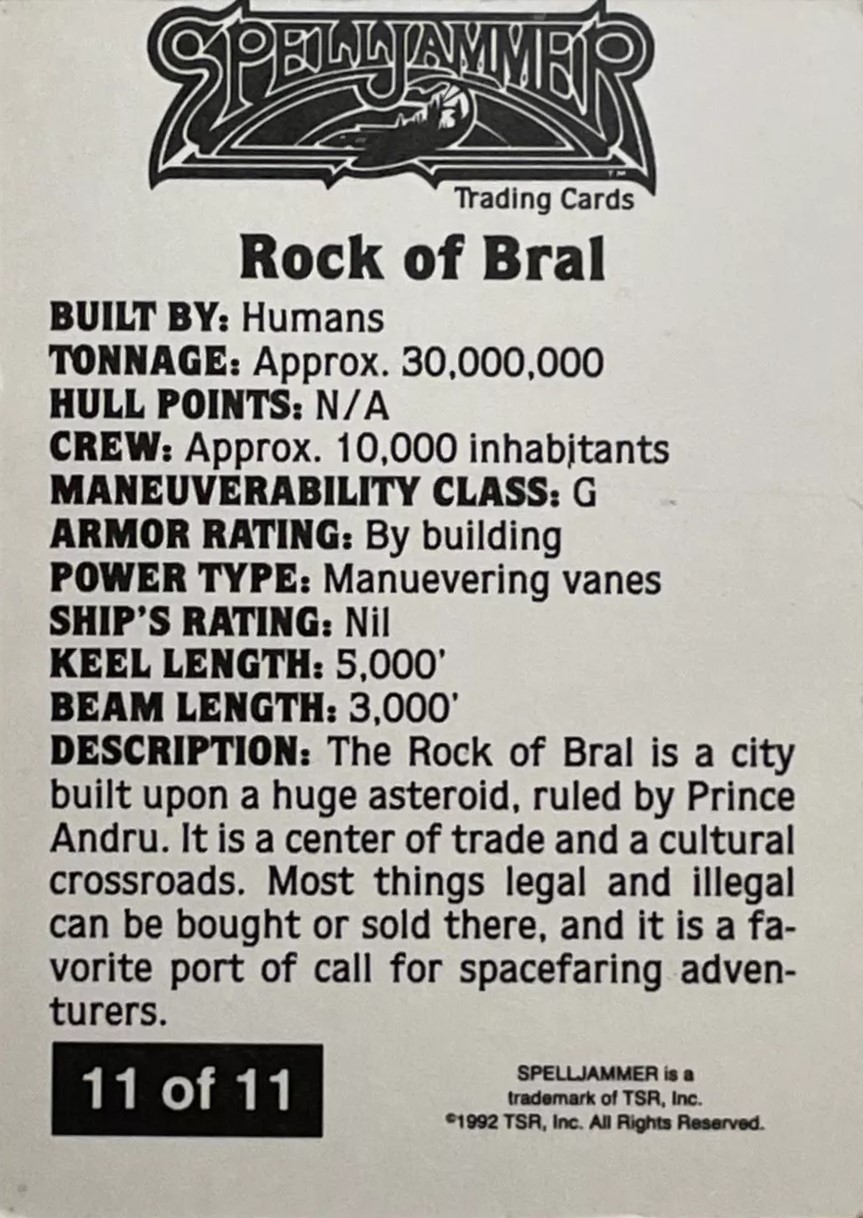 SPELLJAMMER
TM
Trading Cards
Rock of Bral
BUILT BY: Humans
TONNAGE: Approx. 30,000,000
HULL POINTS: N/A
CREW: Approx. 10,000 inhabitants
MANEUVERABILITY CLASS: G
ARMOR RATING: By building
POWER TYPE: Manuevering vanes
SHIP'S RATING: Nil
KEEL LENGTH: 5,000'
BEAM LENGTH: 3,000'
DESCRIPTION: The Rock of Bral is a city
built upon a huge asteroid, ruled by Prince
Andru. It is a center of trade and a cultural
crossroads. Most things legal and illegal
can be bought or sold there, and it is a fa-
vorite port of call for spacefaring adven-
turers.
11 of 11
SPELLJAMMER is a
trademark of TSR, Inc.
©1992 TSR, Inc. All Rights Reserved.